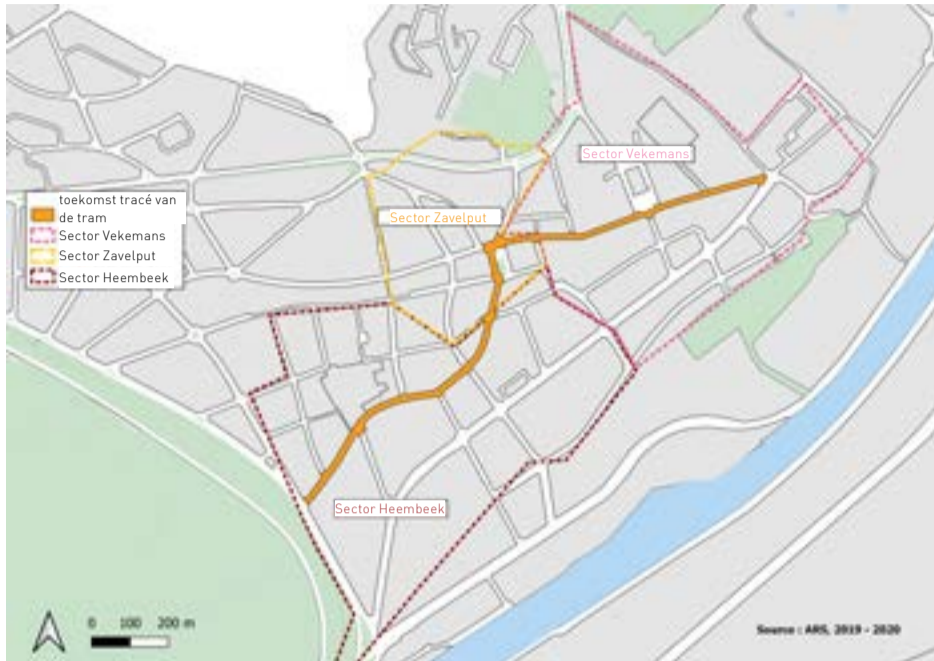 Sector Vekemans
toekomst tracé van
de tram
Sector Zavelput
Sector Vekemans
Sector Zavelput
Sector Heembeek
Sector Heembeek
0 100 200 m
Source : ARS, 2019 - 2020